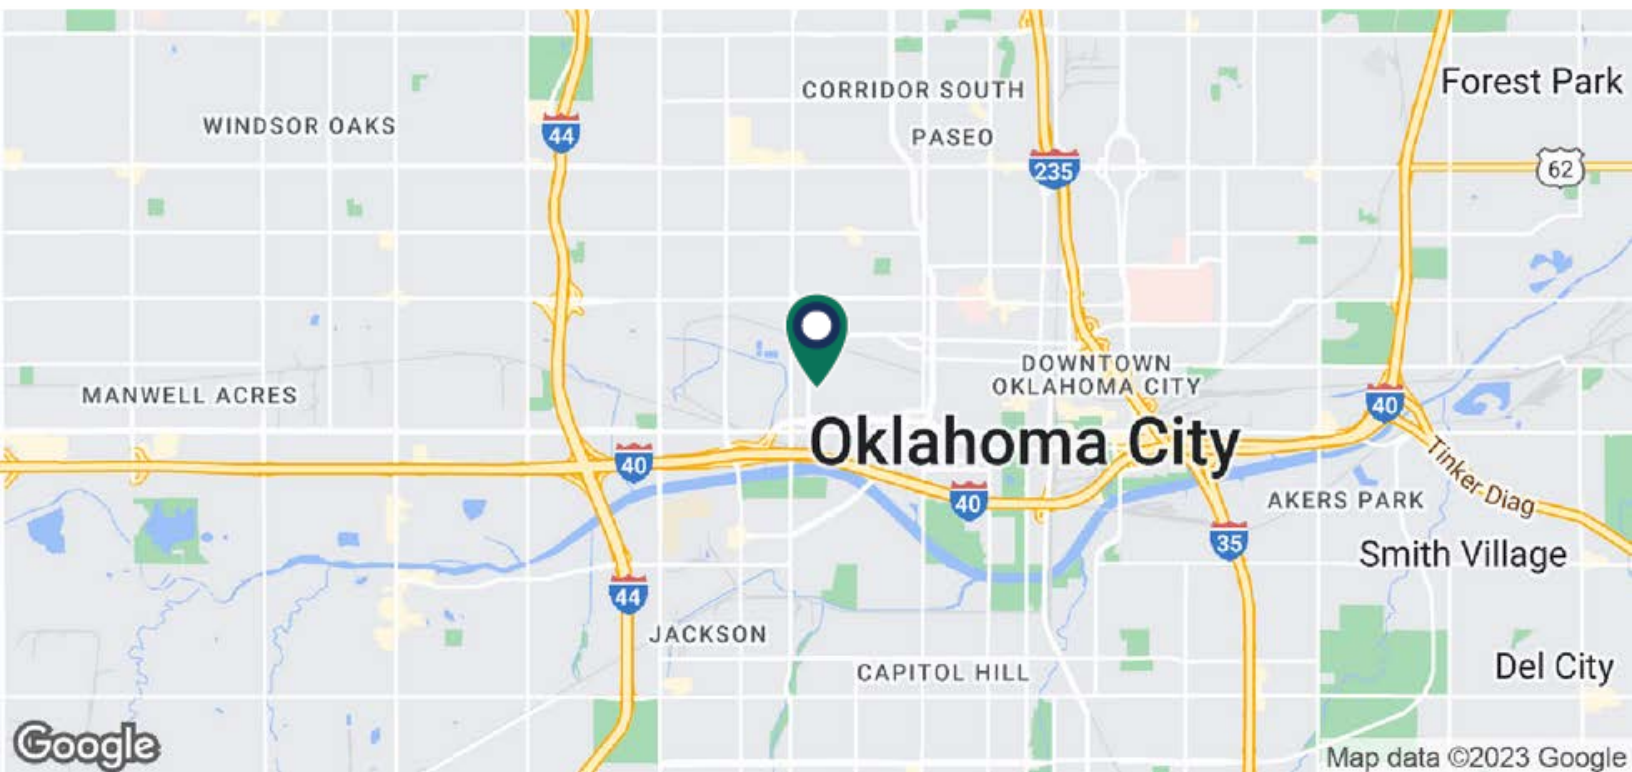 Forest Park
CORRIDOR SOUTH
WINDSOR OAKS
44
PASEO
235
62
DOWNTOWN
OKLAHOMA CITY
MANWELL ACRES
40
Oklahoma City
40
40
Tinker Diag
AKERS PARK
35
Smith Village
44
JACKSON
CAPITOL HILL
Del City
Google
Map data ©2023 Google